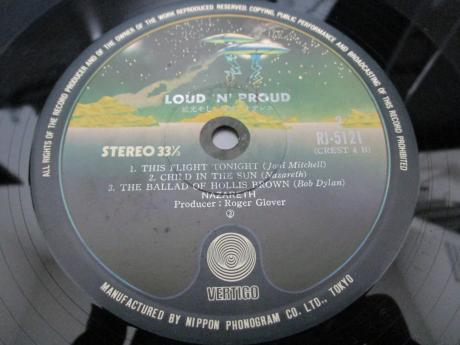 ALL RIGHTS OF THE RECORD PRODUCER AND OF THE OWNER OF THE WORK REPRODUCED RESERVED. COPYING, PUBLIC PERFORMANCE AND BROADCASTING OF THIS RECORD PROHIBITED
LOUD 'N' PROUD
2
STEREO 33⅓
RJ-5121
(CREST 4 B)
1. THIS FLIGHT TONIGHT (Joni Mitchell)
2. CHILD IN THE SUN (Nazareth)
3. THE BALLAD OF HOLLIS BROWN (Bob Dylan)
NAZARETH
Producer: Roger Glover
VERTIGO
MANUFACTURED BY NIPPON PHONOGRAM CO. LTD., TOKYO